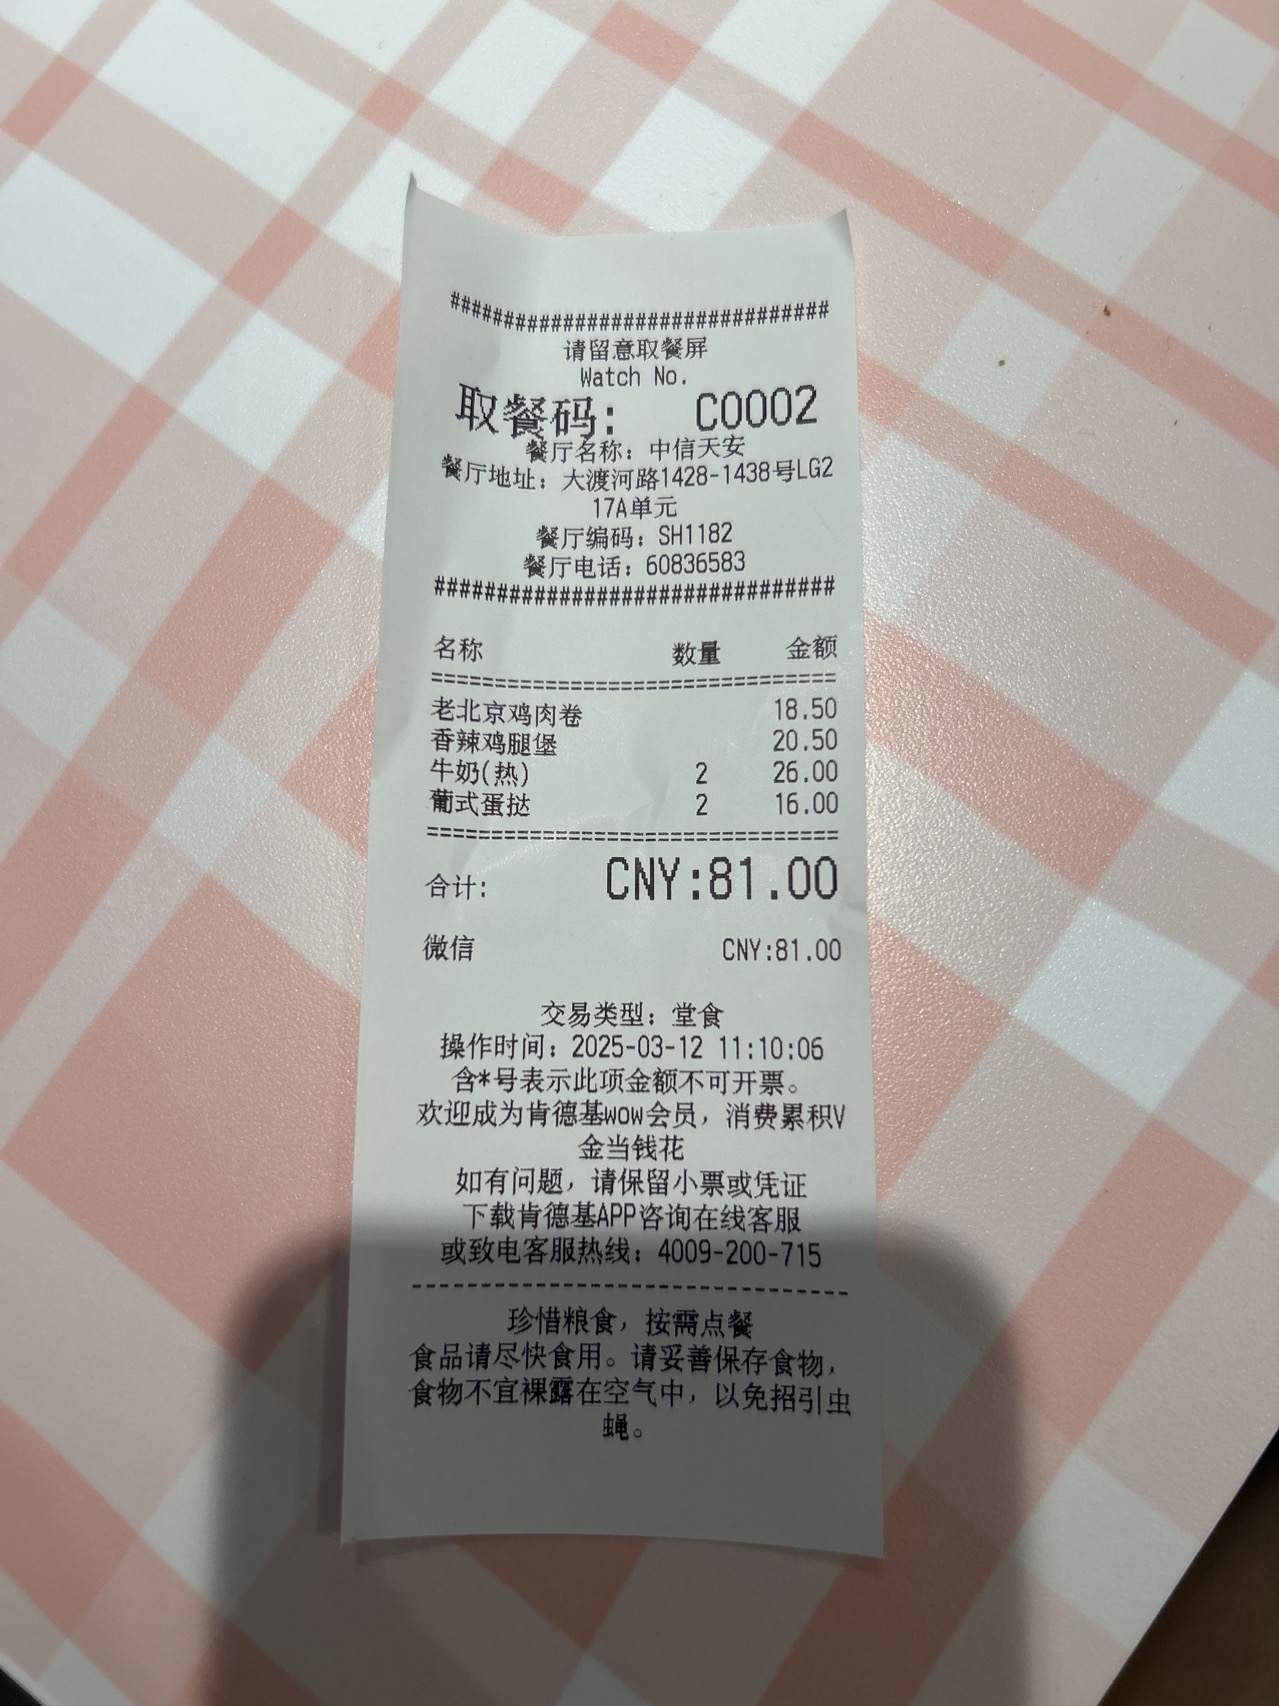 ##############################
请留意取餐屏
Watch No.
取餐码: C0002
餐厅名称：中信天安
餐厅地址：大渡河路1428-1438号LG2
17A单元
餐厅编码：SH1182
餐厅电话：60836583
##############################
名称 数量 金额
================================
老北京鸡肉卷 18.50
香辣鸡腿堡 20.50
牛奶(热) 2 26.00
葡式蛋挞 2 16.00
================================
合计: CNY:81.00
微信 CNY:81.00
交易类型：堂食
操作时间：2025-03-12 11:10:06
含*号表示此项金额不可开票。
欢迎成为肯德基wow会员，消费累积V
金当钱花
如有问题，请保留小票或凭证
下载肯德基APP咨询在线客服
或致电客服热线：4009-200-715
--------------------------------
珍惜粮食，按需点餐
食品请尽快食用。请妥善保存食物，
食物不宜裸露在空气中，以免招引虫
蝇。